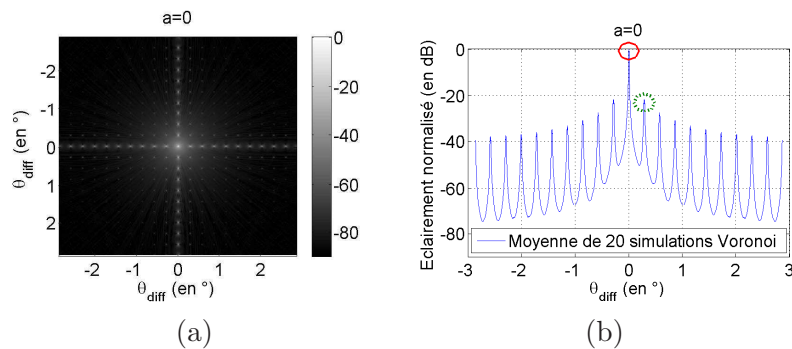 a=0
-2
-1
0
1
2
-2 -1 0 1 2
θdiff (en °)
θdiff (en °)
0
-20
-40
-60
-80
(a)
a=0
Eclairement normalisé (en dB)
0
-20
-40
-60
-80
Moyenne de 20 simulations Voronoi
-3 -2 -1 0 1 2 3
θdiff (en °)
(b)